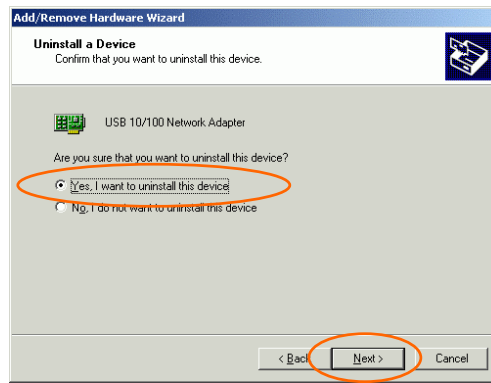 Add/Remove Hardware Wizard
Uninstall a Device
Confirm that you want to uninstall this device.
USB 10/100 Network Adapter
Are you sure that you want to uninstall this device?
Yes, I want to uninstall this device
No, I do not want to uninstall this device
< Back Next > Cancel